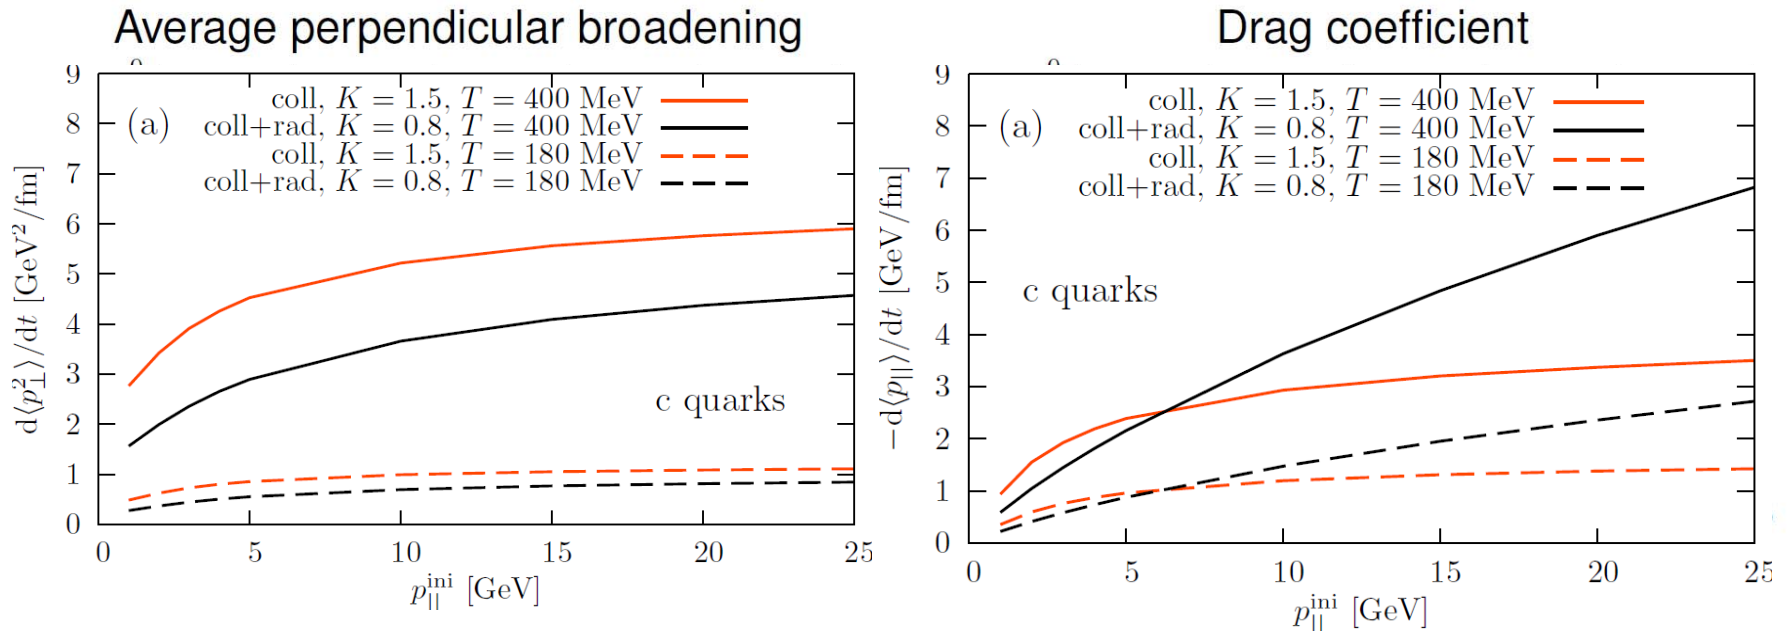 Average perpendicular broadening
(a)
coll, K = 1.5, T = 400 MeV
coll+rad, K = 0.8, T = 400 MeV
coll, K = 1.5, T = 180 MeV
coll+rad, K = 0.8, T = 180 MeV
d⟨p⊥²⟩/dt [GeV²/fm]
9
8
7
6
5
4
3
2
1
0
c quarks
0 5 10 15 20 25
p||^ini [GeV]
Drag coefficient
(a)
coll, K = 1.5, T = 400 MeV
coll+rad, K = 0.8, T = 400 MeV
coll, K = 1.5, T = 180 MeV
coll+rad, K = 0.8, T = 180 MeV
−d⟨p||⟩/dt [GeV/fm]
9
8
7
6
5
4
3
2
1
0
c quarks
0 5 10 15 20 25
p||^ini [GeV]